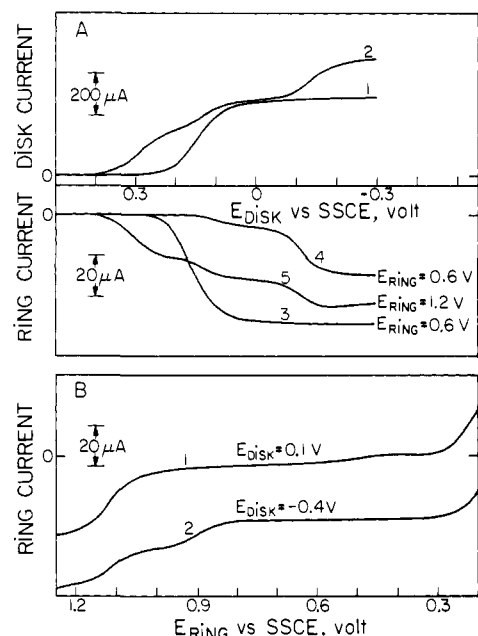 A
DISK CURRENT
200 μA
2
1
0
0.3
0
-0.3
E_DISK vs SSCE, volt
RING CURRENT
0
20 μA
4
E_RING = 0.6 V
5
E_RING = 1.2 V
3
E_RING = 0.6 V
B
RING CURRENT
20 μA
0
1
E_DISK = 0.1 V
2
E_DISK = -0.4 V
1.2
0.9
0.6
0.3
E_RING vs SSCE, volt